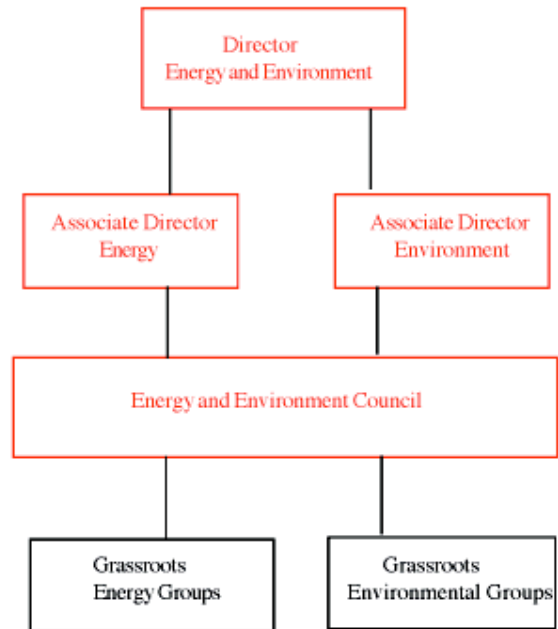 Director
Energy and Environment
Associate Director
Energy
Associate Director
Environment
Energy and Environment Council
Grassroots
Energy Groups
Grassroots
Environmental Groups